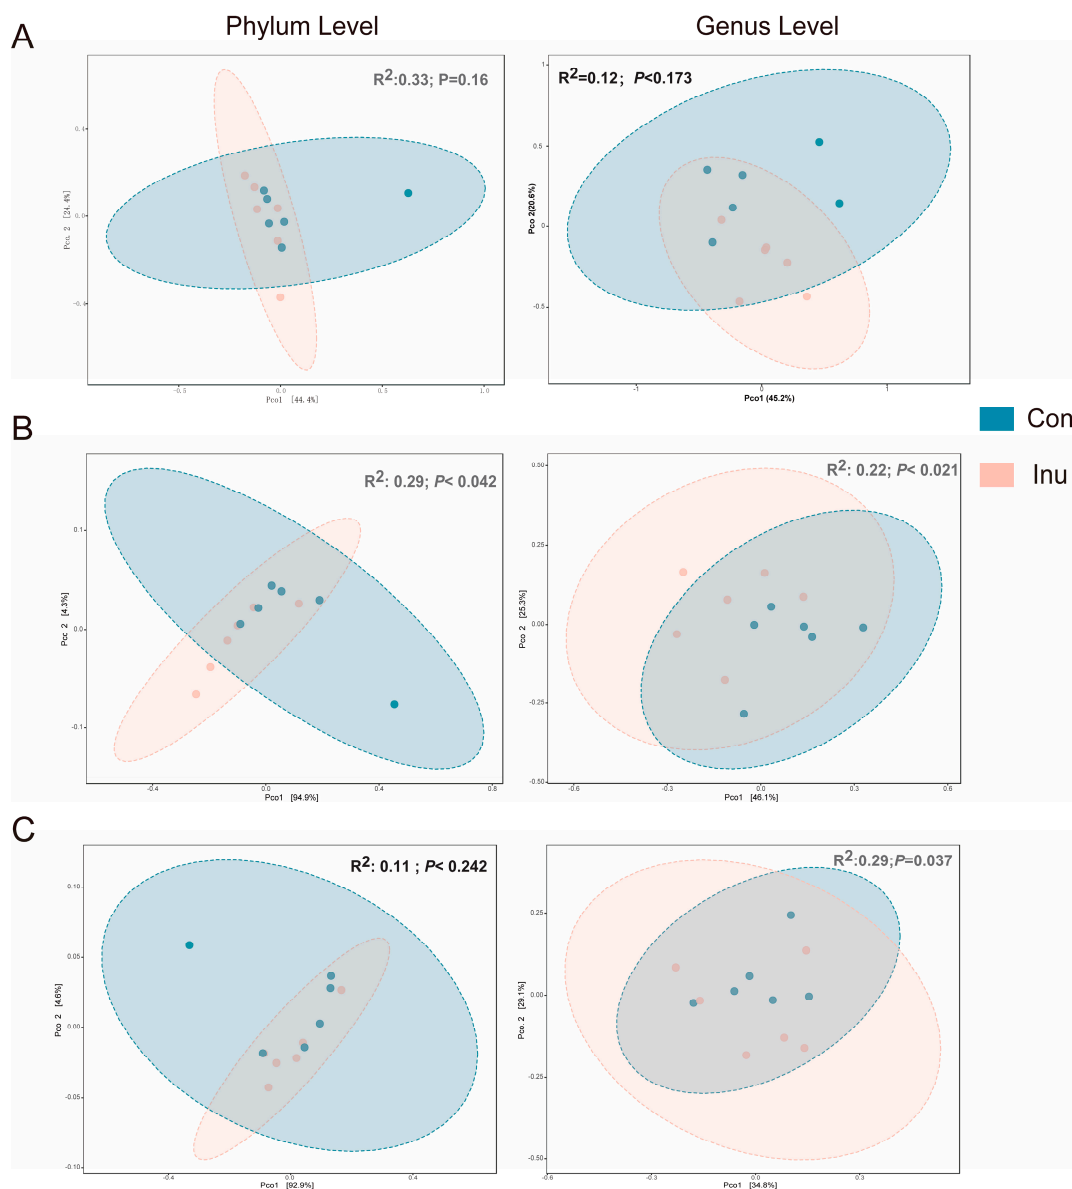 Phylum Level
Genus Level
A
R2:0.33; P=0.16
0.4
0.0
-0.4
Pco 2 [24.4%]
-0.5
0.0
0.5
1.0
Pco1 [44.4%]
R2=0.12; P<0.173
1
0.5
0
-0.5
Pco 2(20.6%)
-1
0
1
Pco1 (45.2%)
Con
Inu
B
R2: 0.29; P< 0.042
0.1
0.0
-0.1
Pco 2 [4.3%]
-0.4
0.0
0.4
0.8
Pco1 [94.9%]
R2: 0.22; P< 0.021
0.50
0.25
0.00
-0.25
-0.50
Pco 2 [25.3%]
-0.6
-0.3
0.0
0.3
0.6
Pco1 [46.1%]
C
R2: 0.11 ; P< 0.242
0.10
0.05
0.00
-0.05
-0.10
Pco 2 [4.6%]
-0.4
0.0
0.4
Pco1 [92.9%]
R2:0.29;P=0.037
0.25
0.00
-0.25
-0.50
Pco. 2 [29.1%]
-0.6
-0.3
0.0
0.3
Pco1 [34.8%]